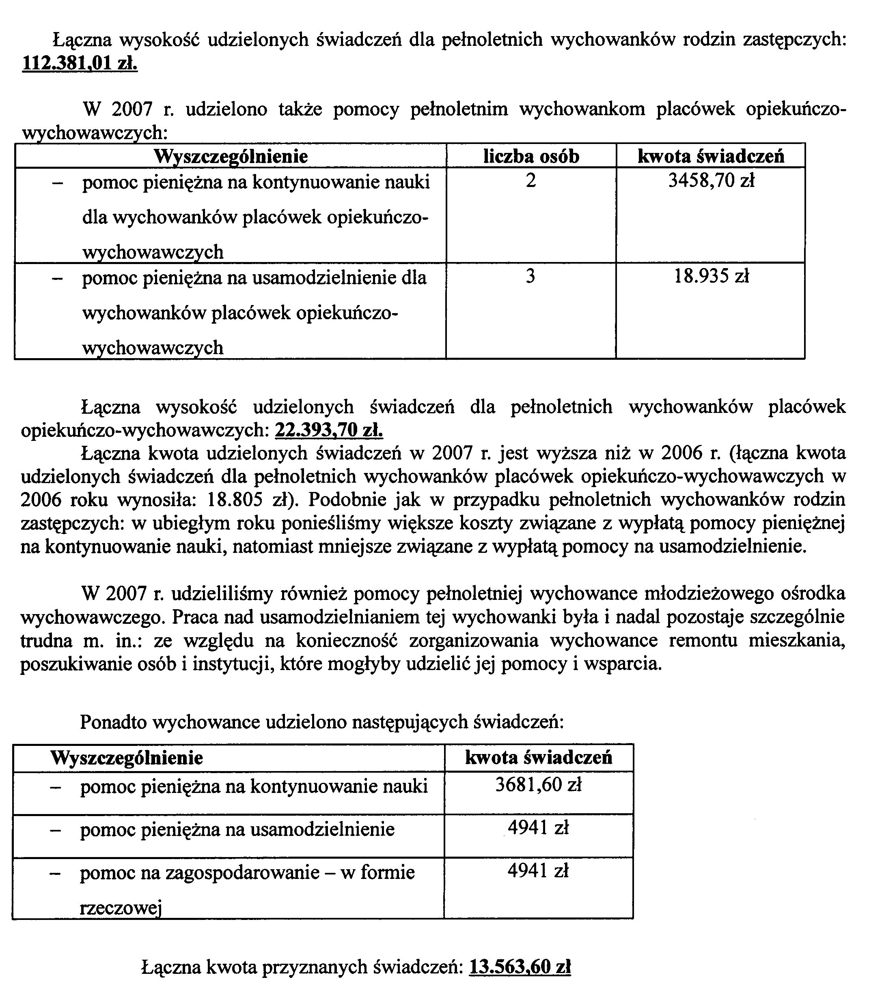 Łączna wysokość udzielonych świadczeń dla pełnoletnich wychowanków rodzin zastępczych:
112.381,01 zł.
W 2007 r. udzielono także pomocy pełnoletnim wychowankom placówek opiekuńczo-
wychowawczych:
Wyszczególnienie liczba osób kwota świadczeń
– pomoc pieniężna na kontynuowanie nauki 2 3458,70 zł
dla wychowanków placówek opiekuńczo-
wychowawczych
– pomoc pieniężna na usamodzielnienie dla 3 18.935 zł
wychowanków placówek opiekuńczo-
wychowawczych
Łączna wysokość udzielonych świadczeń dla pełnoletnich wychowanków placówek
opiekuńczo-wychowawczych: 22.393,70 zł.
Łączna kwota udzielonych świadczeń w 2007 r. jest wyższa niż w 2006 r. (łączna kwota
udzielonych świadczeń dla pełnoletnich wychowanków placówek opiekuńczo-wychowawczych w
2006 roku wynosiła: 18.805 zł). Podobnie jak w przypadku pełnoletnich wychowanków rodzin
zastępczych: w ubiegłym roku ponieśliśmy większe koszty związane z wypłatą pomocy pieniężnej
na kontynuowanie nauki, natomiast mniejsze związane z wypłatą pomocy na usamodzielnienie.
W 2007 r. udzieliliśmy również pomocy pełnoletniej wychowance młodzieżowego ośrodka
wychowawczego. Praca nad usamodzielnianiem tej wychowanki była i nadal pozostaje szczególnie
trudna m. in.: ze względu na konieczność zorganizowania wychowance remontu mieszkania,
poszukiwanie osób i instytucji, które mogłyby udzielić jej pomocy i wsparcia.
Ponadto wychowance udzielono następujących świadczeń:
Wyszczególnienie kwota świadczeń
– pomoc pieniężna na kontynuowanie nauki 3681,60 zł
– pomoc pieniężna na usamodzielnienie 4941 zł
– pomoc na zagospodarowanie – w formie 4941 zł
rzeczowej
Łączna kwota przyznanych świadczeń: 13.563,60 zł